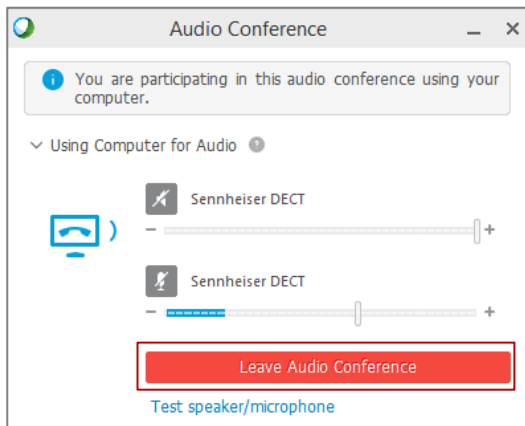 Audio Conference
You are participating in this audio conference using your
computer.
Using Computer for Audio
Sennheiser DECT
Sennheiser DECT
Leave Audio Conference
Test speaker/microphone